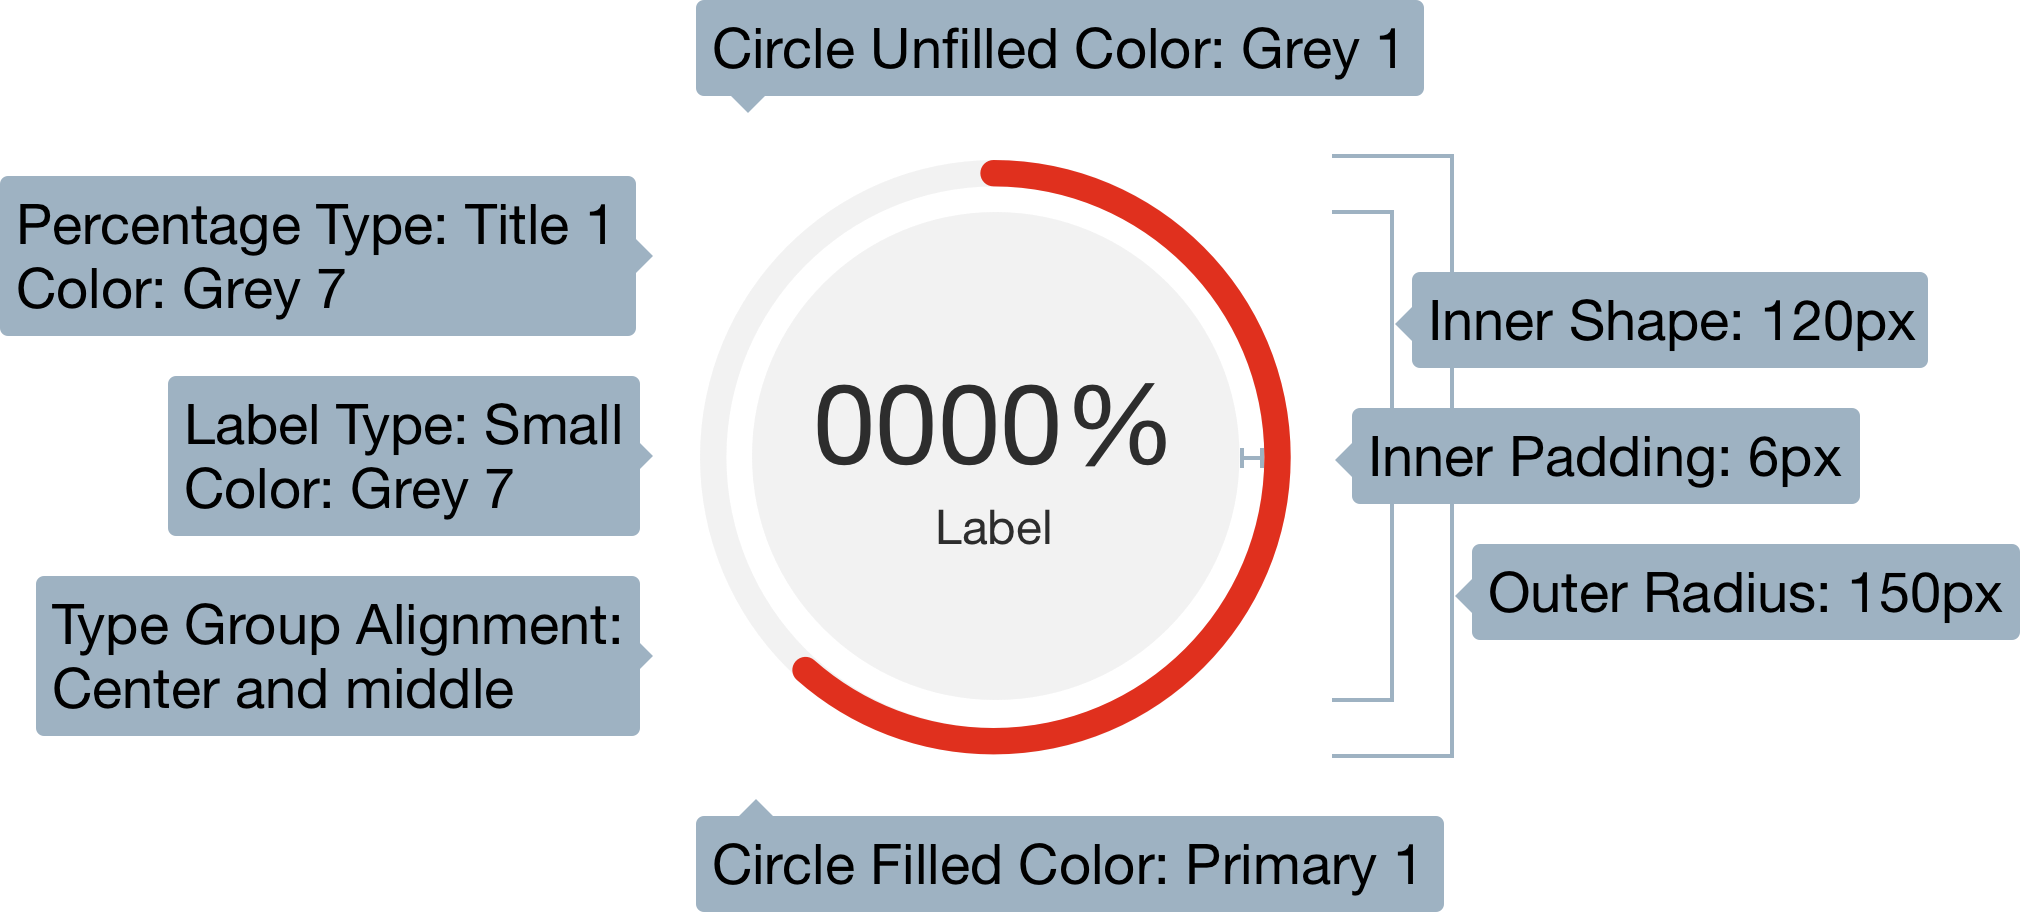 Circle Unfilled Color: Grey 1
Percentage Type: Title 1
Color: Grey 7
Label Type: Small
Color: Grey 7
Type Group Alignment:
Center and middle
0000%
Label
Inner Shape: 120px
Inner Padding: 6px
Outer Radius: 150px
Circle Filled Color: Primary 1